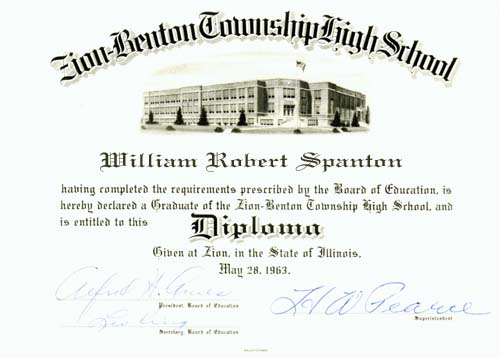 Zion-Benton Township High School
William Robert Spanton
having completed the requirements prescribed by the Board of Education, is
hereby declared a Graduate of the Zion-Benton Township High School, and
is entitled to this Diploma
Given at Zion, in the State of Illinois,
May 28, 1963.
Alfred H.
President, Board of Education
H W Pearce
Superintendent
Secretary, Board of Education